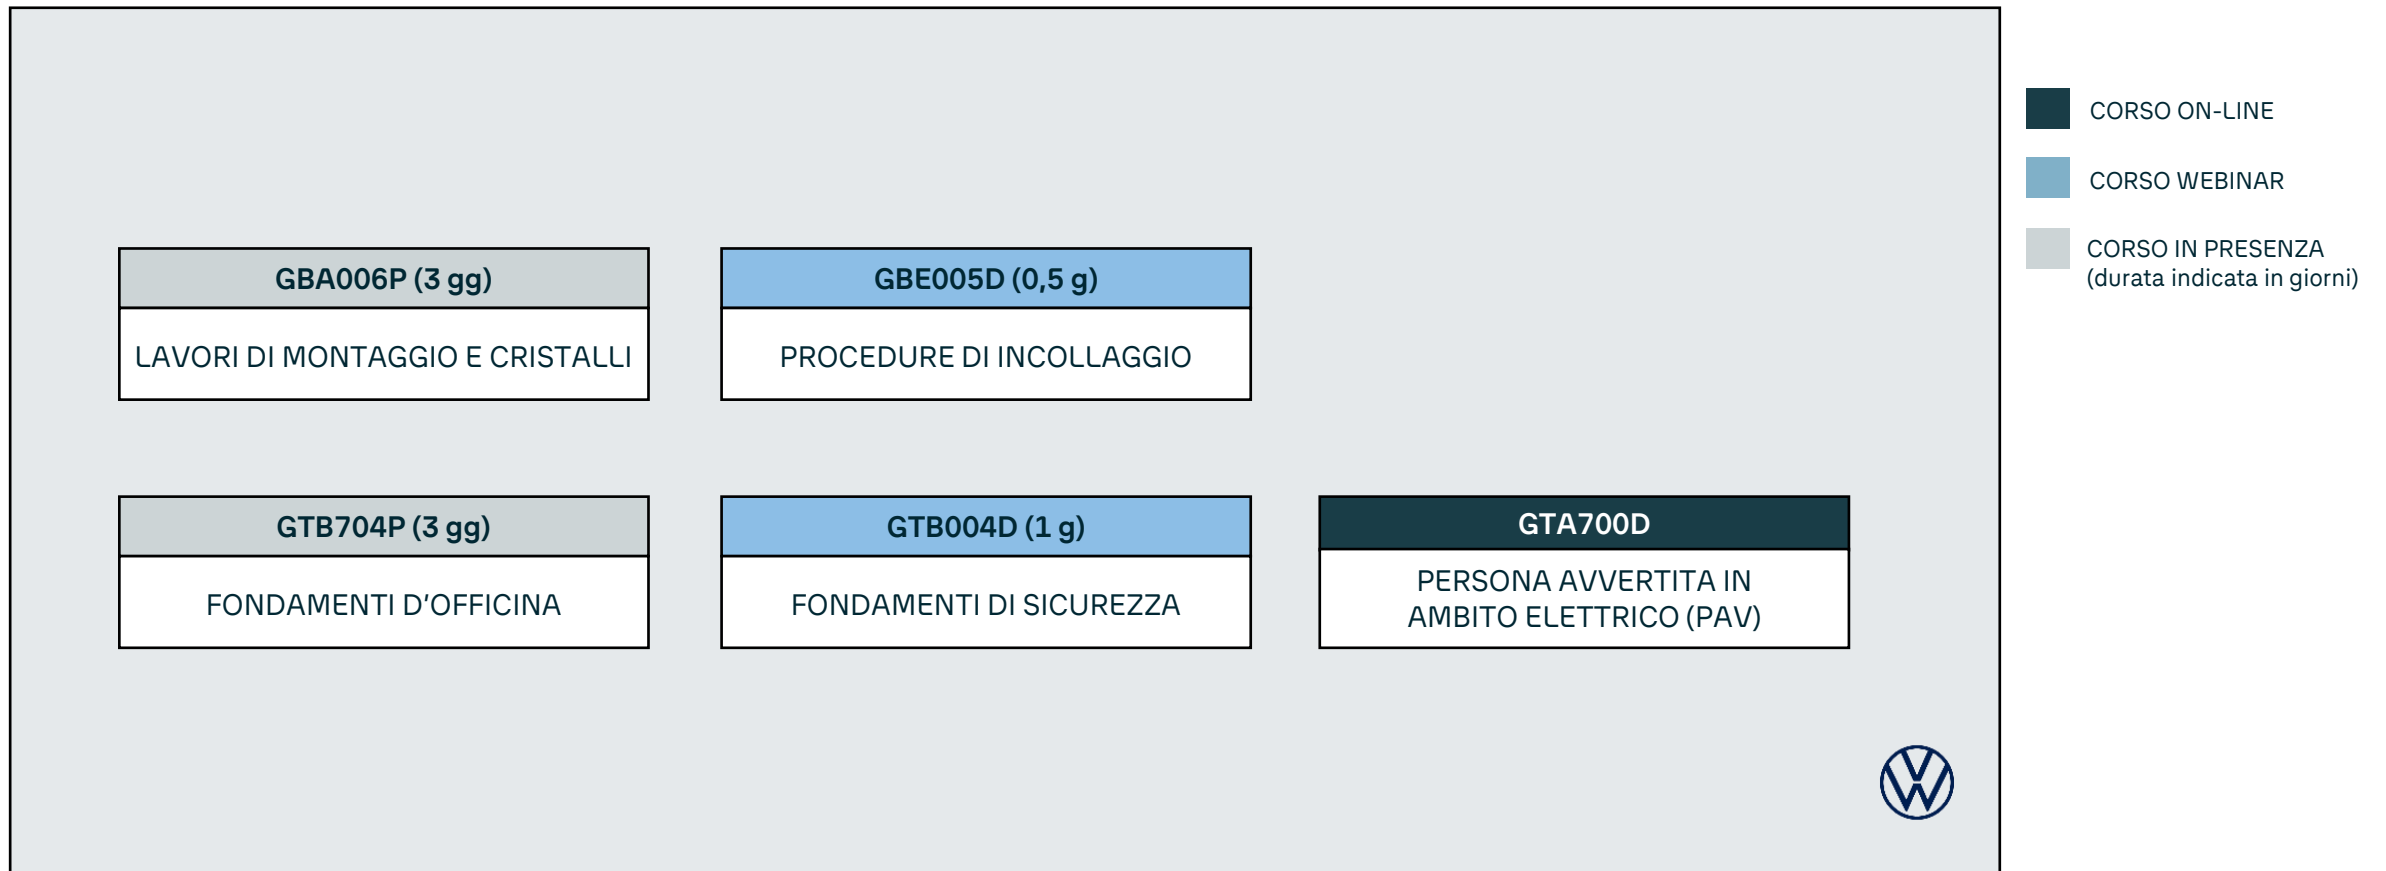 GBA006P (3 gg)
LAVORI DI MONTAGGIO E CRISTALLI
GBE005D (0,5 g)
PROCEDURE DI INCOLLAGGIO
GTB704P (3 gg)
FONDAMENTI D'OFFICINA
GTB004D (1 g)
FONDAMENTI DI SICUREZZA
GTA700D
PERSONA AVVERTITA IN
AMBITO ELETTRICO (PAV)
CORSO ON-LINE
CORSO WEBINAR
CORSO IN PRESENZA
(durata indicata in giorni)